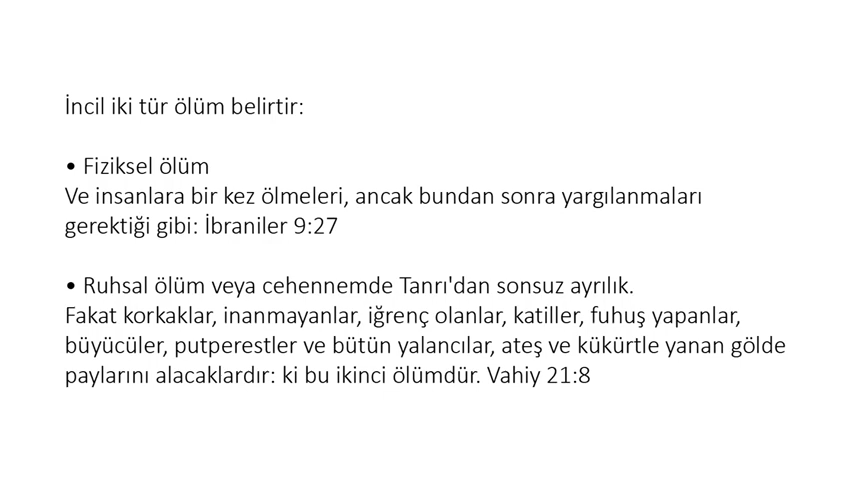 İncil iki tür ölüm belirtir:
• Fiziksel ölüm
Ve insanlara bir kez ölmeleri, ancak bundan sonra yargılanmaları
gerektiği gibi: İbraniler 9:27
• Ruhsal ölüm veya cehennemde Tanrı'dan sonsuz ayrılık.
Fakat korkaklar, inanmayanlar, iğrenç olanlar, katiller, fuhuş yapanlar,
büyücüler, putperestler ve bütün yalancılar, ateş ve kükürtle yanan gölde
paylarını alacaklardır: ki bu ikinci ölümdür. Vahiy 21:8